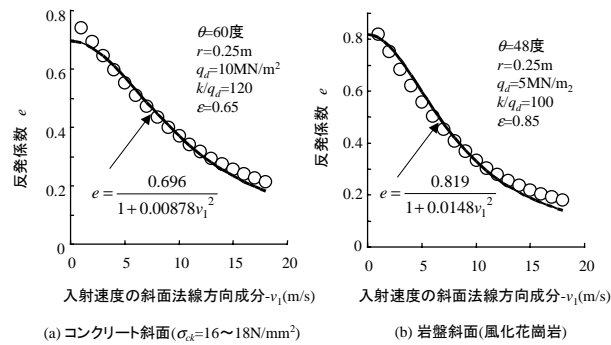 反発係数 e
0.8
0.6
0.4
0.2
0
0 5 10 15 20
θ=60度
r=0.25m
q_d=10MN/m²
k/q_d=120
ε=0.65
e = 0.696 / (1+0.00878v₁²)
入射速度の斜面法線方向成分-v₁(m/s)
(a) コンクリート斜面(σ_ck=16～18N/mm²)
反発係数 e
0.8
0.6
0.4
0.2
0
0 5 10 15 20
θ=48度
r=0.25m
q_d=5MN/m₂
k/q_d=100
ε=0.85
e = 0.819 / (1+0.0148v₁²)
入射速度の斜面法線方向成分-v₁(m/s)
(b) 岩盤斜面(風化花崗岩)